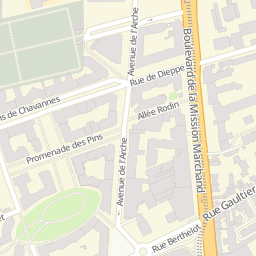 Avenue de l'Arche
Boulevard de la Mission Marchand
Rue de Dieppe
is de Chavannes
Allée Rodin
Promenade des Pins
Avenue de l'Arche
Rue Gaultier
Rue Berthelot
et